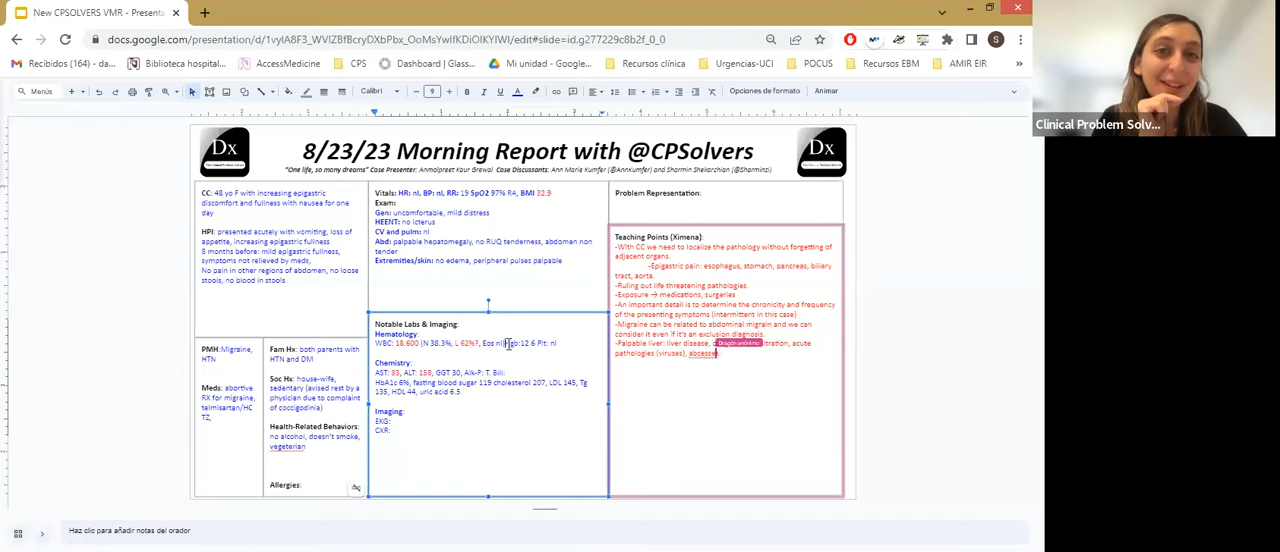 New CPSOLVERS VMR - Presenta
docs.google.com/presentation/d/1vylA8F3_WVlZBfBcryDXbPbx_OoMsYwIfKDiOIKYIWI/edit#slide=id.g277229c8b2f_0_0
Recibidos (164) - da...
Biblioteca hospital...
AccessMedicine
CPS
Dashboard | Glass...
Mi unidad - Google...
Recursos clínica
Urgencias-UCI
POCUS
Recursos EBM
AMIR EIR
Menús
Calibri
9
Opciones de formato
Animar
Clinical Problem Solv...
Dx
8/23/23 Morning Report with @CPSolvers
Dx
"One life, so many dreams" Case Presenter: Anmolpreet Kaur Grewal Case Discussants: Ann Marie Kumfer (@AnnKumfer) and Sharmin Shekarchian (@Sharminzi)
CC: 48 yo F with increasing epigastric
discomfort and fullness with nausea for one
day
HPI: presented acutely with vomiting, loss of
appetite, increasing epigastric fullness
8 months before: mild epigastric fullness,
symptoms not relieved by meds,
No pain in other regions of abdomen, no loose
stools, no blood in stools
PMH:Migraine,
HTN
Meds: abortive
RX for migraine,
telmisartan/HC
TZ,
Fam Hx: both parents with
HTN and DM
Soc Hx: house-wife,
sedentary (avised rest by a
physician due to complaint
of coccigodinia)
Health-Related Behaviors:
no alcohol, doesn't smoke,
vegeterian
Allergies:
Vitals: HR: nl, BP: nl, RR: 19 SpO2 97% RA, BMI 32.9
Exam:
Gen: uncomfortable, mild distress
HEENT: no icterus
CV and pulm: nl
Abd: palpable hepatomegaly, no RUQ tenderness, abdomen non
tender
Extremities/skin: no edema, peripheral pulses palpable
Notable Labs & Imaging:
Hematology:
WBC: 18.600 (N 38.3%, L 62%?, Eos nl) Hgb:12.6 Plt: nl
Chemistry:
AST: 83, ALT: 158, GGT 30, Alk-P: T. Bili:
HbA1c 6%, fasting blood sugar 119 cholesterol 207, LDL 145, Tg
135, HDL 44, uric acid 6.5
Imaging:
EKG:
CXR:
Problem Representation:
Teaching Points (Ximena):
-With CC we need to localize the pathology without forgetting of
adjacent organs.
-Epigastric pain: esophagus, stomach, pancreas, biliary
tract, aorta.
-Ruling out life threatening pathologies.
-Exposure → medications, surgeries
-An important detail is to determine the chronicity and frequency
of the presenting symptoms (intermittent in this case)
-Migraine can be related to abdominal migrain and we can
consider it even if it's an exclusion diagnosis.
Dragón anónimo
-Palpable liver: liver disease, acute
pathologies (viruses), abcesses.
Haz clic para añadir notas del orador